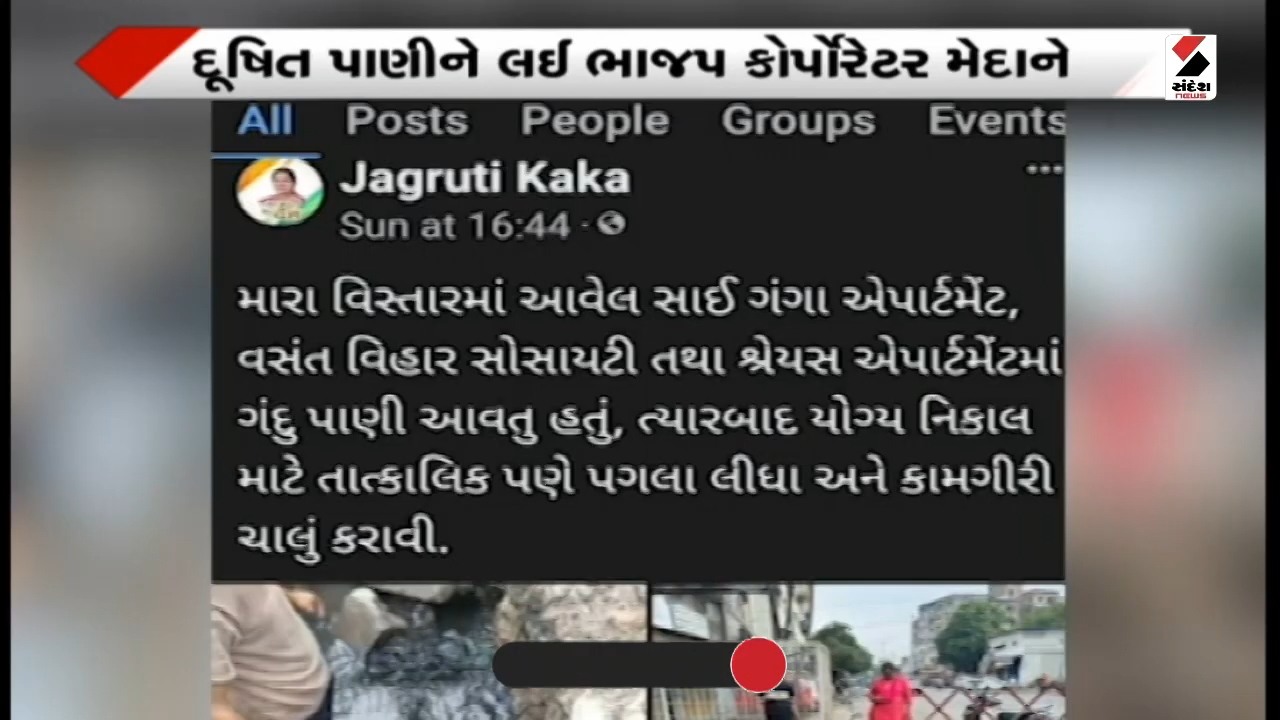 દૂષિત પાણીને લઈ ભાજપ કોર્પોરેટર મેદાને
સંદેશ
NEWS
All Posts People Groups Events
Jagruti Kaka
Sun at 16:44
મારા વિસ્તારમાં આવેલ સાઈ ગંગા એપાર્ટમેંટ,
વસંત વિહાર સોસાયટી તથા શ્રેયસ એપાર્ટમેંટમાં
ગંદુ પાણી આવતુ હતું, ત્યારબાદ યોગ્ય નિકાલ
માટે તાત્કાલિક પણે પગલા લીધા અને કામગીરી
ચાલું કરાવી.